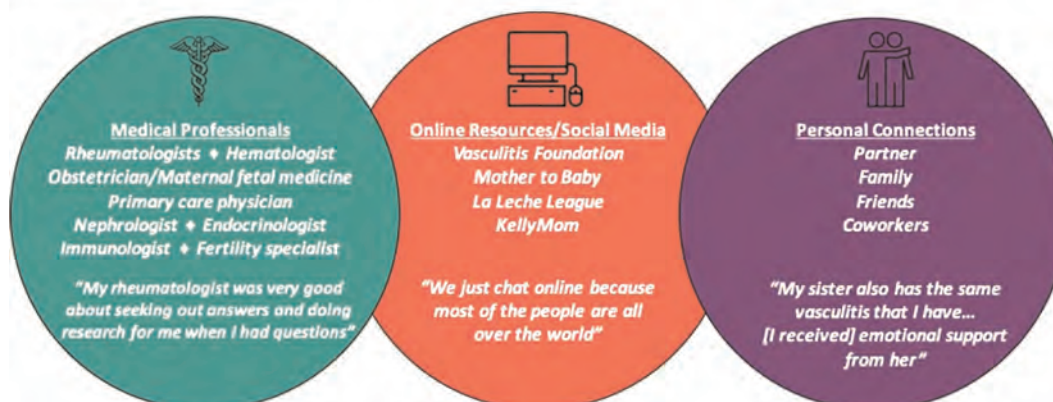 Medical Professionals
Rheumatologists ♦ Hematologist
Obstetrician/Maternal fetal medicine
Primary care physician
Nephrologist ♦ Endocrinologist
Immunologist ♦ Fertility specialist
"My rheumatologist was very good
about seeking out answers and doing
research for me when I had questions"
Online Resources/Social Media
Vasculitis Foundation
Mother to Baby
La Leche League
KellyMom
"We just chat online because
most of the people are all
over the world"
Personal Connections
Partner
Family
Friends
Coworkers
"My sister also has the same
vasculitis that I have...
[I received] emotional support
from her"